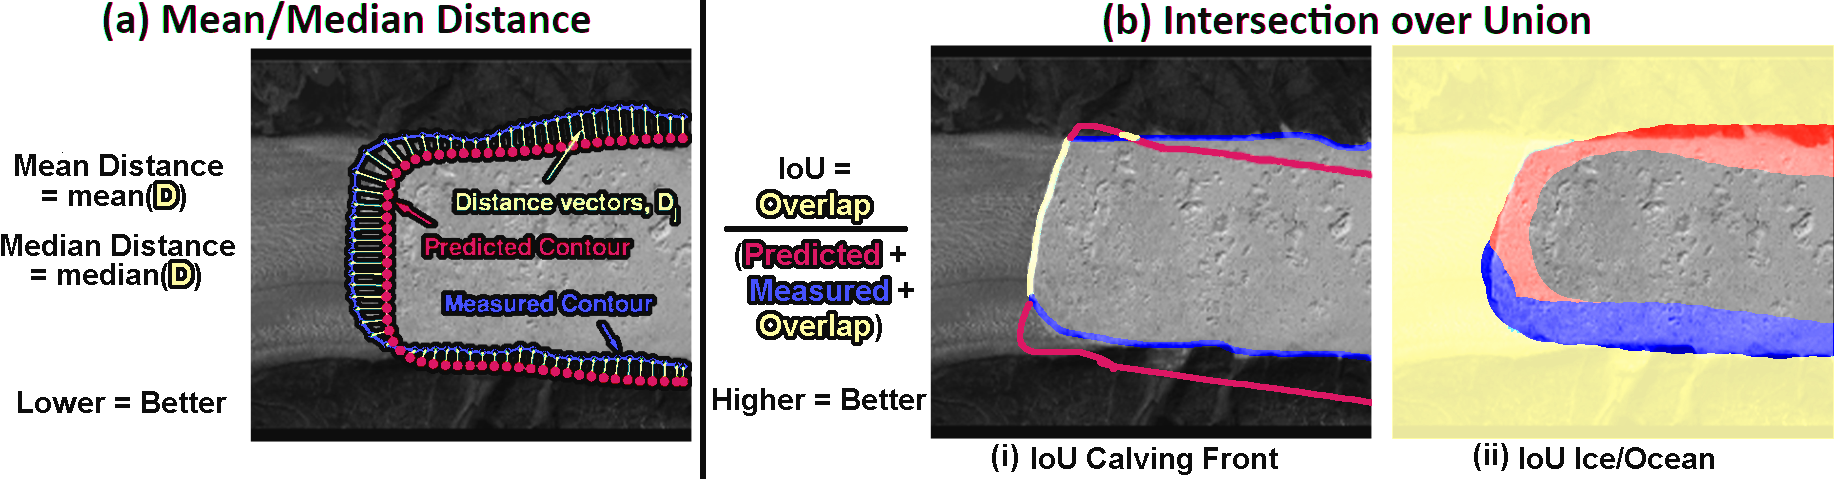 (a) Mean/Median Distance
Mean Distance
= mean(D)
Median Distance
= median(D)
Lower = Better
Distance vectors, Dj
Predicted Contour
Measured Contour
(b) Intersection over Union
IoU =
Overlap
(Predicted +
Measured +
Overlap)
Higher = Better
(i) IoU Calving Front
(ii) IoU Ice/Ocean